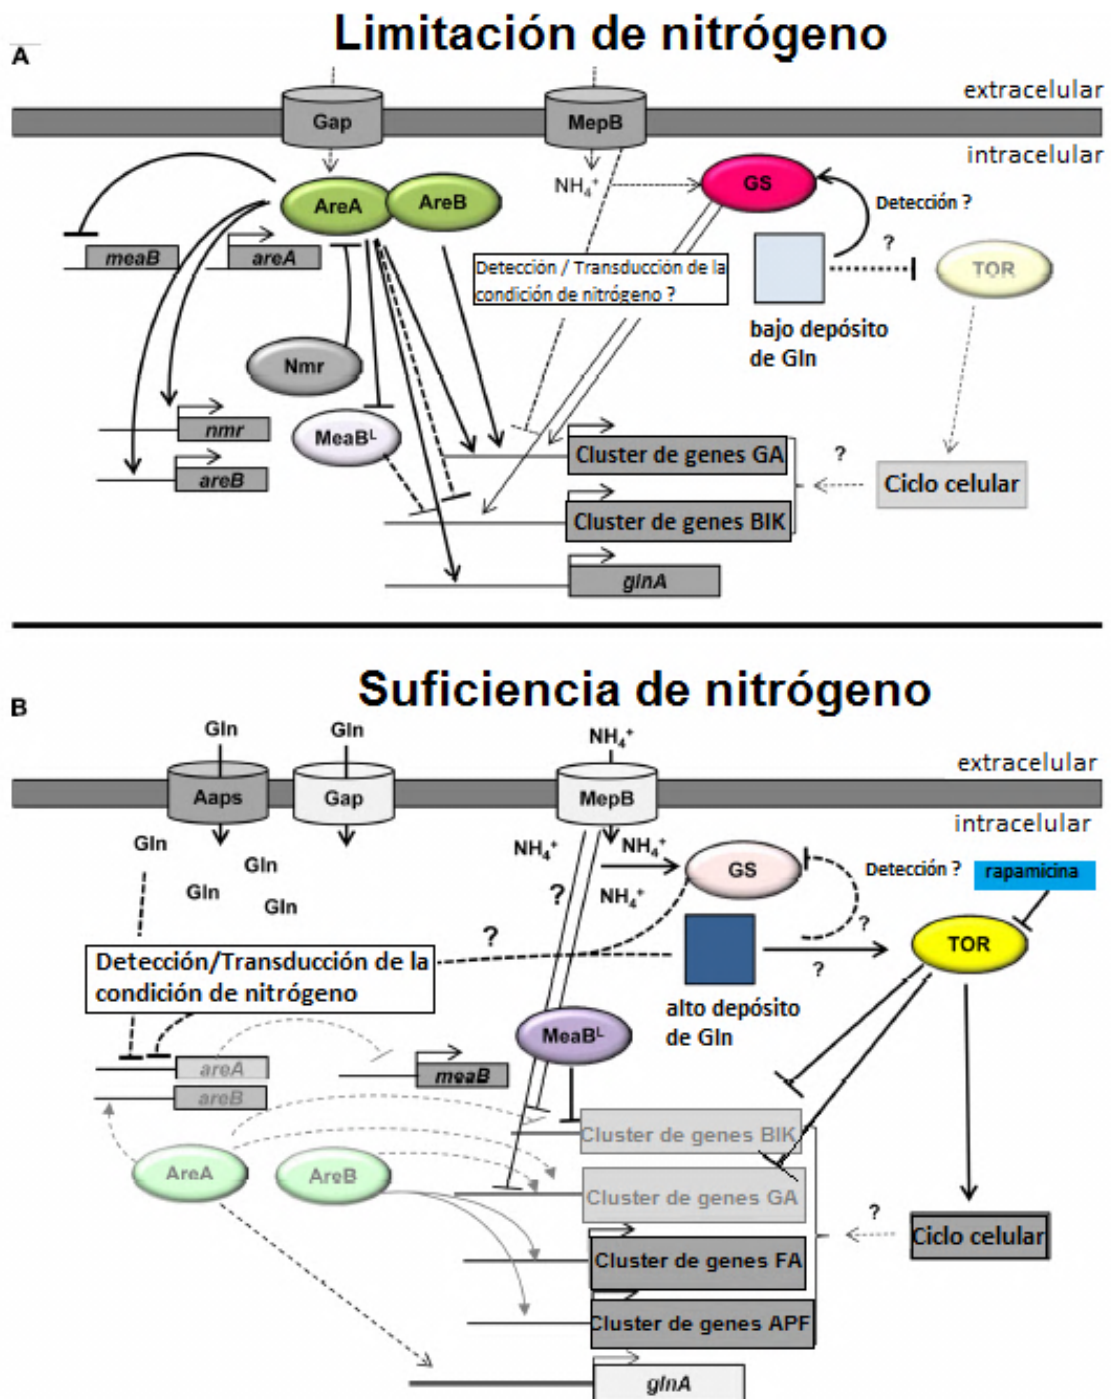 Limitación de nitrógeno
A
extracelular
Gap
MepB
intracelular
NH₄⁺
GS
AreA
AreB
Detección ?
?
meaB
areA
Detección / Transducción de la
condición de nitrógeno ?
TOR
bajo depósito
de Gln
Nmr
nmr
MeaBᴸ
Cluster de genes GA
?
areB
Ciclo celular
Cluster de genes BIK
glnA
Suficiencia de nitrógeno
B
Gln
Gln
NH₄⁺
extracelular
Aaps
Gap
MepB
intracelular
Gln
NH₄⁺
NH₄⁺
Gln
GS
Detección ?
rapamicina
Gln
Gln
?
NH₄⁺
?
?
TOR
Detección/Transducción de la
condición de nitrógeno
?
alto depósito
de Gln
MeaBᴸ
areA
meaB
areB
Cluster de genes BIK
AreA
AreB
Cluster de genes GA
?
Ciclo celular
Cluster de genes FA
Cluster de genes APF
glnA